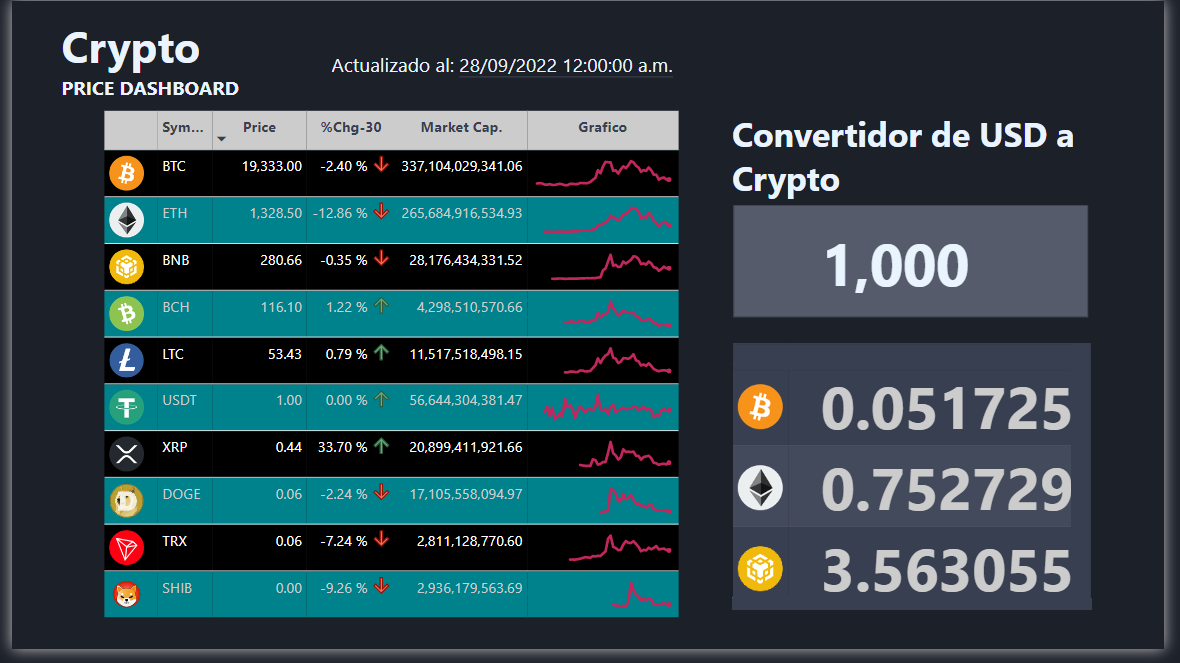 Crypto
PRICE DASHBOARD
Actualizado al: 28/09/2022 12:00:00 a.m.
Sym... Price %Chg-30 Market Cap. Grafico
BTC 19,333.00 -2.40 % 337,104,029,341.06
ETH 1,328.50 -12.86 % 265,684,916,534.93
BNB 280.66 -0.35 % 28,176,434,331.52
BCH 116.10 1.22 % 4,298,510,570.66
LTC 53.43 0.79 % 11,517,518,498.15
USDT 1.00 0.00 % 56,644,304,381.47
XRP 0.44 33.70 % 20,899,411,921.66
DOGE 0.06 -2.24 % 17,105,558,094.97
TRX 0.06 -7.24 % 2,811,128,770.60
SHIB 0.00 -9.26 % 2,936,179,563.69
Convertidor de USD a
Crypto
1,000
0.051725
0.752729
3.563055